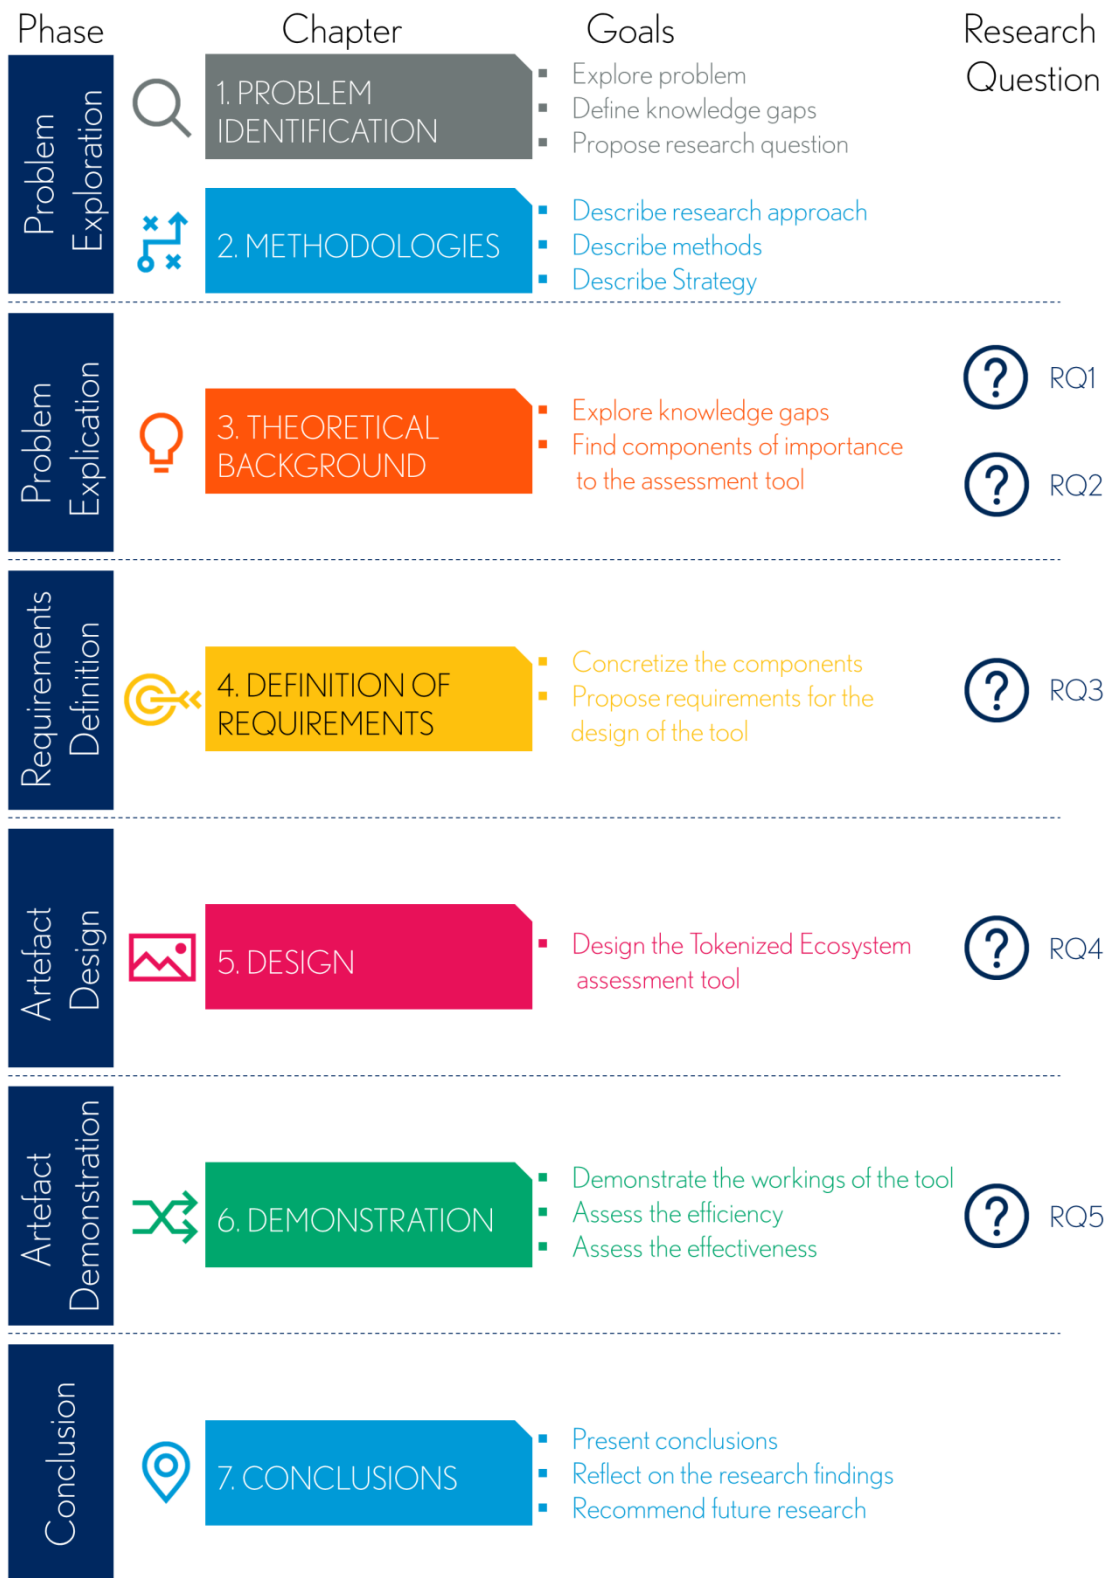 Phase
Chapter
Goals
Research
Question
Problem
Exploration
1. PROBLEM
IDENTIFICATION
Explore problem
Define knowledge gaps
Propose research question
2. METHODOLOGIES
Describe research approach
Describe methods
Describe Strategy
Problem
Explication
3. THEORETICAL
BACKGROUND
Explore knowledge gaps
Find components of importance
to the assessment tool
? RQ1
? RQ2
Requirements
Definition
4. DEFINITION OF
REQUIREMENTS
Concretize the components
Propose requirements for the
design of the tool
? RQ3
Artefact
Design
5. DESIGN
Design the Tokenized Ecosystem
assessment tool
? RQ4
Artefact
Demonstration
6. DEMONSTRATION
Demonstrate the workings of the tool
Assess the efficiency
Assess the effectiveness
? RQ5
Conclusion
7. CONCLUSIONS
Present conclusions
Reflect on the research findings
Recommend future research